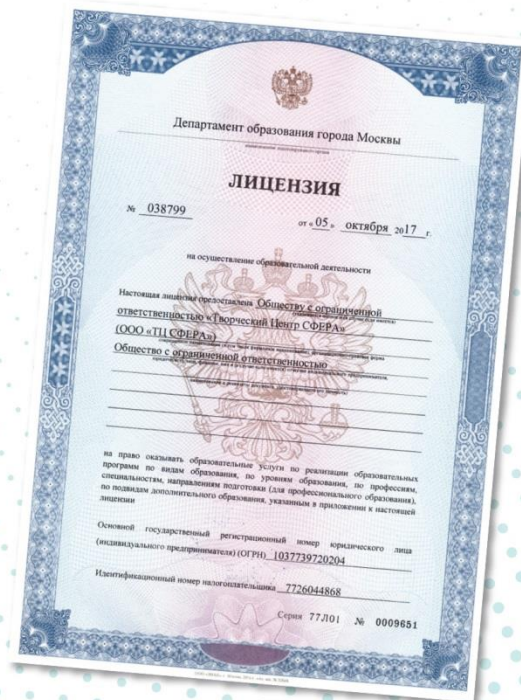 Департамент образования города Москвы
ЛИЦЕНЗИЯ
№ 038799
от « 05 » октября 2017 г.
на осуществление образовательной деятельности
Настоящая лицензия предоставлена Обществу с ограниченной
ответственностью «Творческий Центр СФЕРА»
(ООО «ТЦ СФЕРА»)
Общество с ограниченной ответственностью
на право оказывать образовательные услуги по реализации образовательных
программ по видам образования, по уровням образования, по профессиям,
специальностям, направлениям подготовки (для профессионального образования),
по подвидам дополнительного образования, указанным в приложении к настоящей
лицензии
Основной государственный регистрационный номер юридического лица
(индивидуального предпринимателя) (ОГРН) 1037739720204
Идентификационный номер налогоплательщика 7726044868
Серия 77Л01 № 0009651